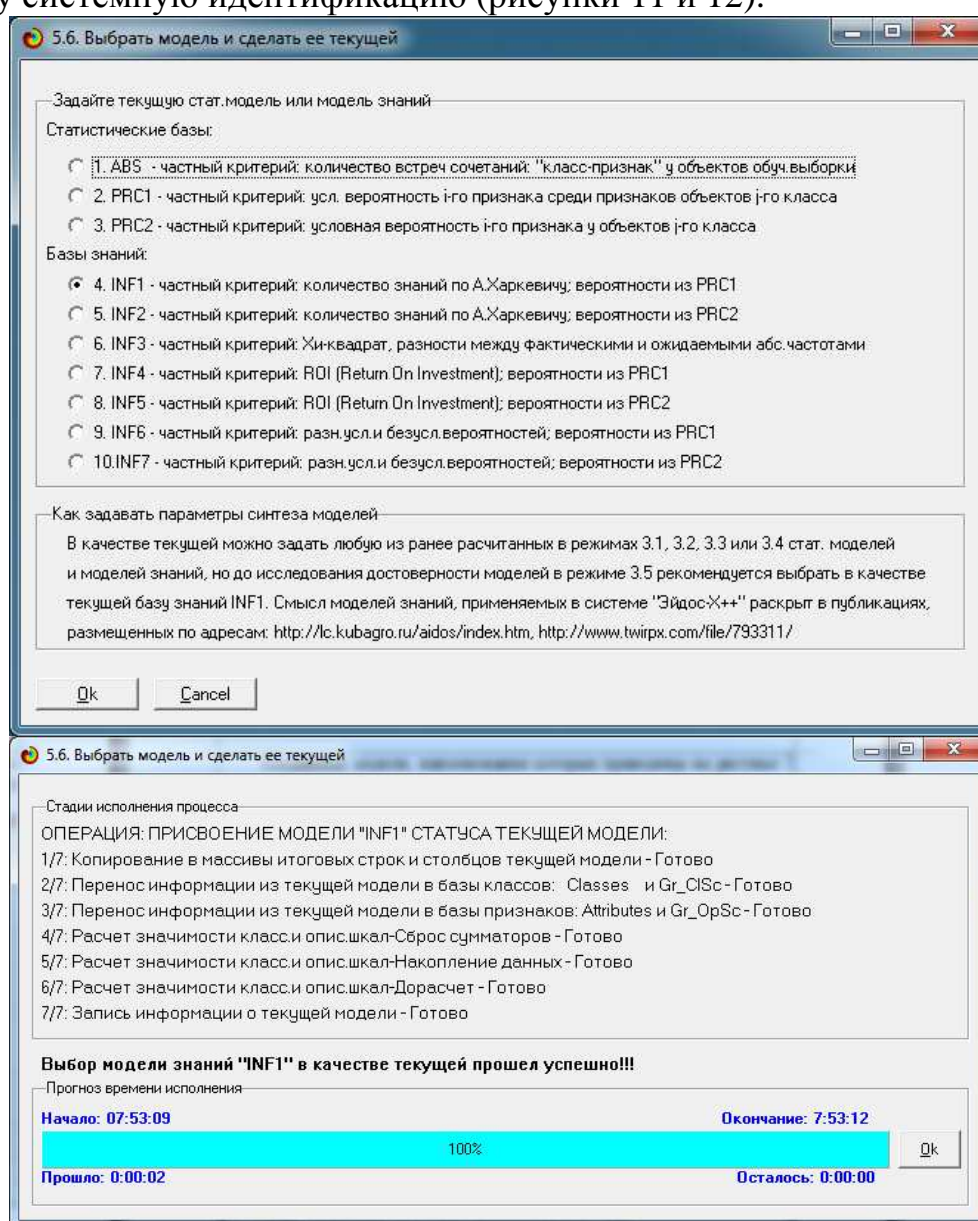 у системную идентификацию (рисунки 11 и 12).
5.6. Выбрать модель и сделать ее текущей
Задайте текущую стат.модель или модель знаний
Статистические базы:
1. ABS - частный критерий: количество встреч сочетаний: "класс-признак" у объектов обуч.выборки
2. PRC1 - частный критерий: усл. вероятность i-го признака среди признаков объектов j-го класса
3. PRC2 - частный критерий: условная вероятность i-го признака у объектов j-го класса
Базы знаний:
4. INF1 - частный критерий: количество знаний по А.Харкевичу; вероятности из PRC1
5. INF2 - частный критерий: количество знаний по А.Харкевичу; вероятности из PRC2
6. INF3 - частный критерий: Хи-квадрат, разности между фактическими и ожидаемыми абс.частотами
7. INF4 - частный критерий: ROI (Return On Investment); вероятности из PRC1
8. INF5 - частный критерий: ROI (Return On Investment); вероятности из PRC2
9. INF6 - частный критерий: разн.усл.и безусл.вероятностей; вероятности из PRC1
10.INF7 - частный критерий: разн.усл.и безусл.вероятностей; вероятности из PRC2
Как задавать параметры синтеза моделей
В качестве текущей можно задать любую из ранее расчитанных в режимах 3.1, 3.2, 3.3 или 3.4 стат. моделей
и моделей знаний, но до исследования достоверности моделей в режиме 3.5 рекомендуется выбрать в качестве
текущей базу знаний INF1. Смысл моделей знаний, применяемых в системе "Эйдос-X++" раскрыт в публикациях,
размещенных по адресам: http://lc.kubagro.ru/aidos/index.htm, http://www.twirpx.com/file/793311/
Ok Cancel
5.6. Выбрать модель и сделать ее текущей
Стадии исполнения процесса
ОПЕРАЦИЯ: ПРИСВОЕНИЕ МОДЕЛИ "INF1" СТАТУСА ТЕКУЩЕЙ МОДЕЛИ:
1/7: Копирование в массивы итоговых строк и столбцов текущей модели - Готово
2/7: Перенос информации из текущей модели в базы классов: Classes и Gr_ClSc - Готово
3/7: Перенос информации из текущей модели в базы признаков: Attributes и Gr_OpSc - Готово
4/7: Расчет значимости класс.и опис.шкал-Сброс сумматоров - Готово
5/7: Расчет значимости класс.и опис.шкал-Накопление данных - Готово
6/7: Расчет значимости класс.и опис.шкал-Дорасчет - Готово
7/7: Запись информации о текущей модели - Готово
Выбор модели знаний "INF1" в качестве текущей прошел успешно!!!
Прогноз времени исполнения
Начало: 07:53:09 Окончание: 7:53:12
100% Ok
Прошло: 0:00:02 Осталось: 0:00:00